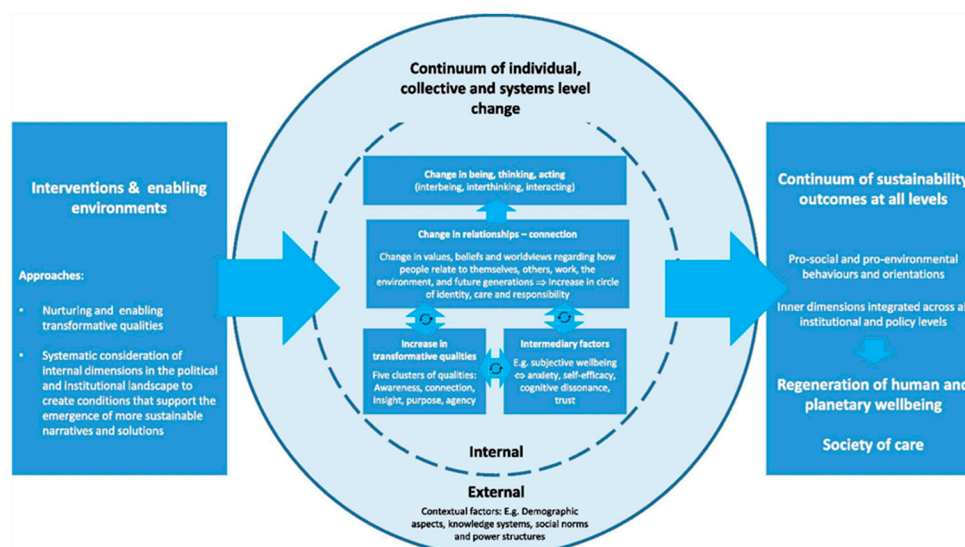 Interventions & enabling
environments
Approaches:
• Nurturing and enabling
transformative qualities
• Systematic consideration of
internal dimensions in the political
and institutional landscape to
create conditions that support the
emergence of more sustainable
narratives and solutions
Continuum of individual,
collective and systems level
change
Change in being, thinking, acting
(interbeing, interthinking, interacting)
Change in relationships – connection
Change in values, beliefs and worldviews regarding how
people relate to themselves, others, work, the
environment, and future generations ⇒ Increase in circle
of identity, care and responsibility
Increase in
transformative qualities
Five clusters of qualities:
Awareness, connection,
insight, purpose, agency
Intermediary factors
E.g. subjective wellbeing
⇔ anxiety, self-efficacy,
cognitive dissonance,
trust
Internal
External
Contextual factors: E.g. Demographic
aspects, knowledge systems, social norms
and power structures
Continuum of sustainability
outcomes at all levels
Pro-social and pro-environmental
behaviours and orientations
Inner dimensions integrated across al
institutional and policy levels
Regeneration of human and
planetary wellbeing
Society of care